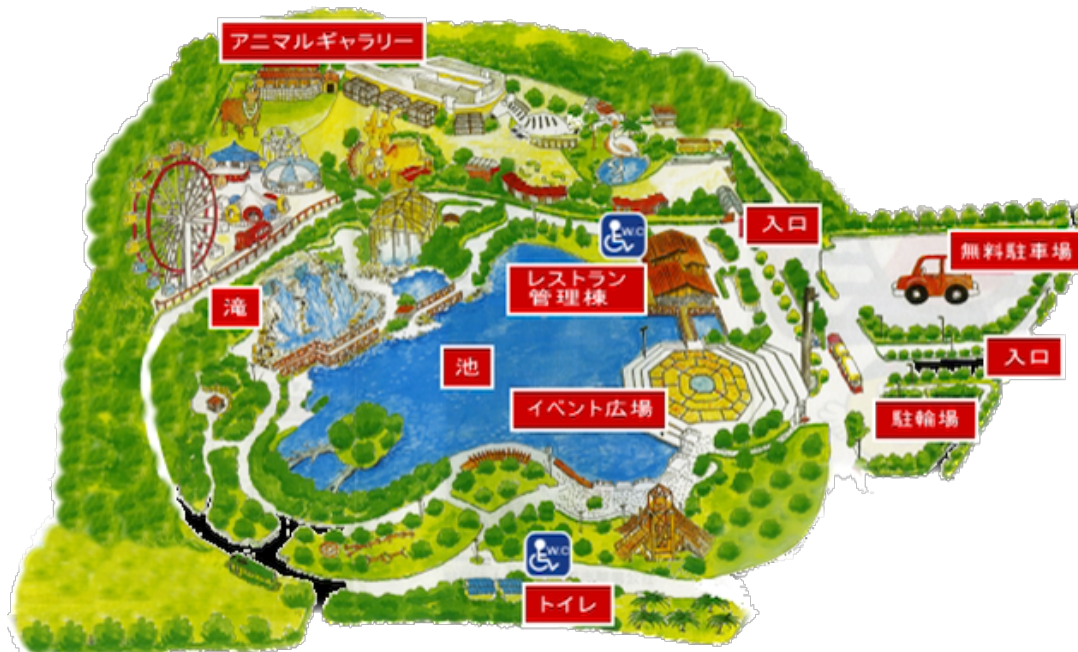 アニマルギャラリー
W.C
入口
無料駐車場
レストラン
管理棟
滝
入口
池
イベント広場
駐輪場
W.C
トイレ